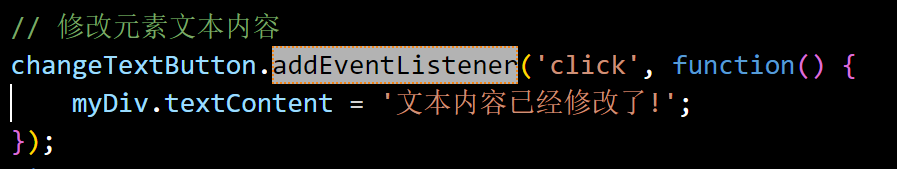 // 修改元素文本内容
changeTextButton.addEventListener('click', function() {
    myDiv.textContent = '文本内容已经修改了!';
});